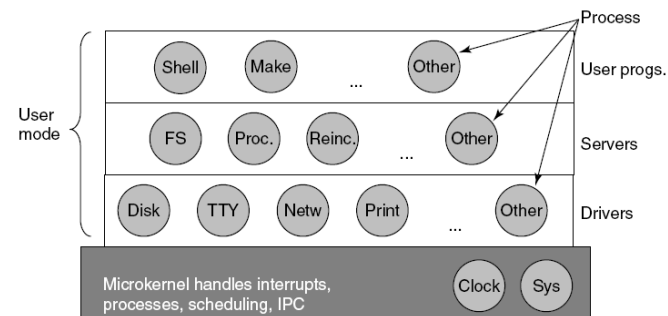 Process
Shell Make ... Other
User progs.
User
mode
FS Proc. Reinc. ... Other
Servers
Disk TTY Netw Print ... Other
Drivers
Microkernel handles interrupts,
processes, scheduling, IPC
Clock Sys